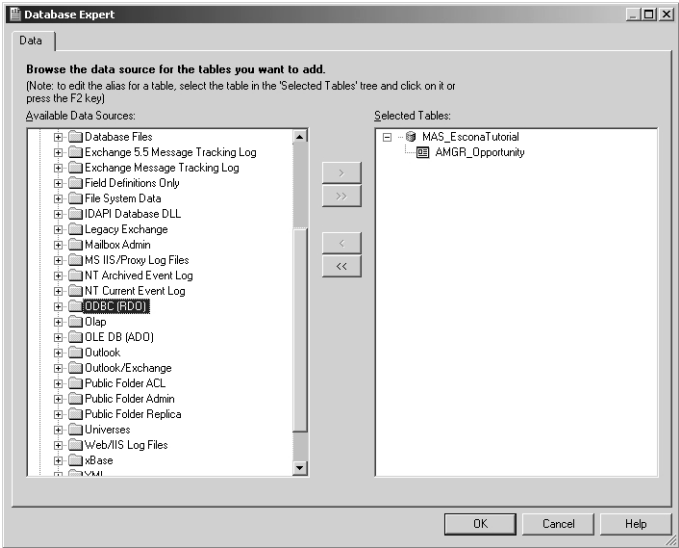 Database Expert
Data
Browse the data source for the tables you want to add.
(Note: to edit the alias for a table, select the table in the 'Selected Tables' tree and click on it or
press the F2 key)
Available Data Sources:
Database Files
Exchange 5.5 Message Tracking Log
Exchange Message Tracking Log
Field Definitions Only
File System Data
IDAPI Database DLL
Legacy Exchange
Mailbox Admin
MS IIS/Proxy Log Files
NT Archived Event Log
NT Current Event Log
ODBC (RDO)
Olap
OLE DB (ADO)
Outlook
Outlook/Exchange
Public Folder ACL
Public Folder Admin
Public Folder Replica
Universes
Web/IIS Log Files
xBase
XML
>
>>
<
<<
Selected Tables:
MAS_EsconaTutorial
AMGR_Opportunity
OK
Cancel
Help